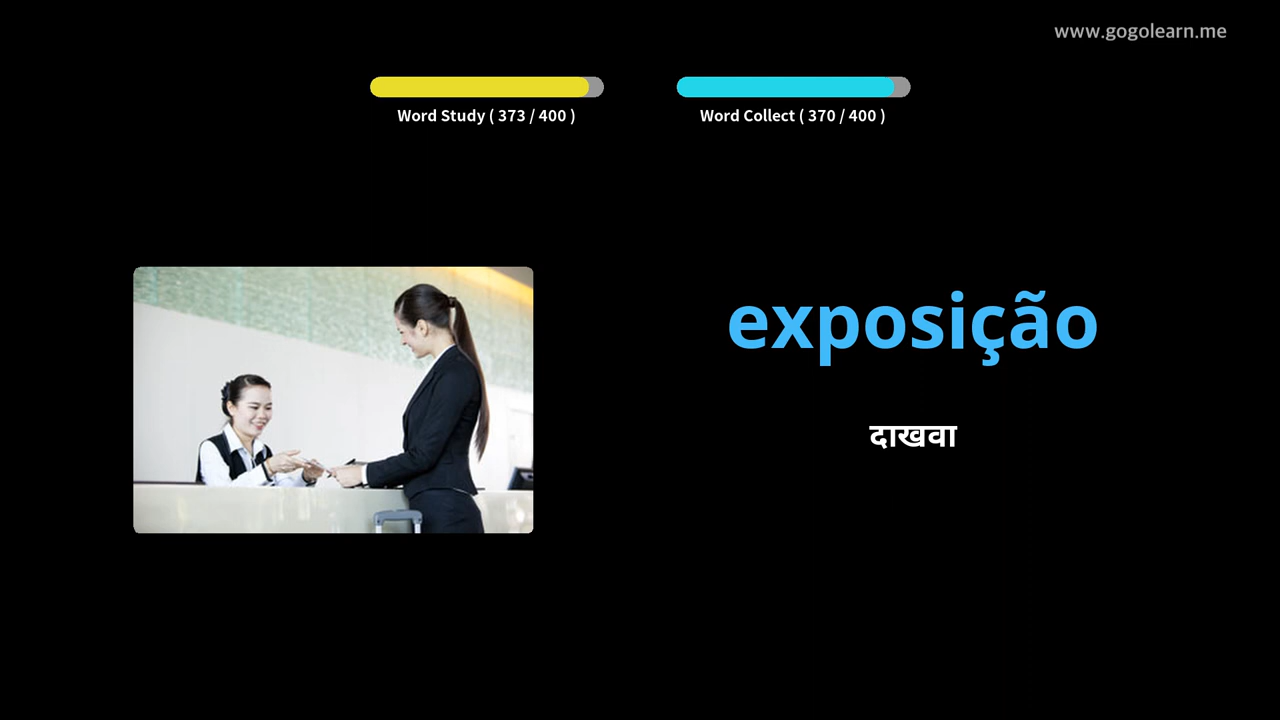 www.gogolearn.me
Word Study ( 373 / 400 )
Word Collect ( 370 / 400 )
exposição
दाखवा